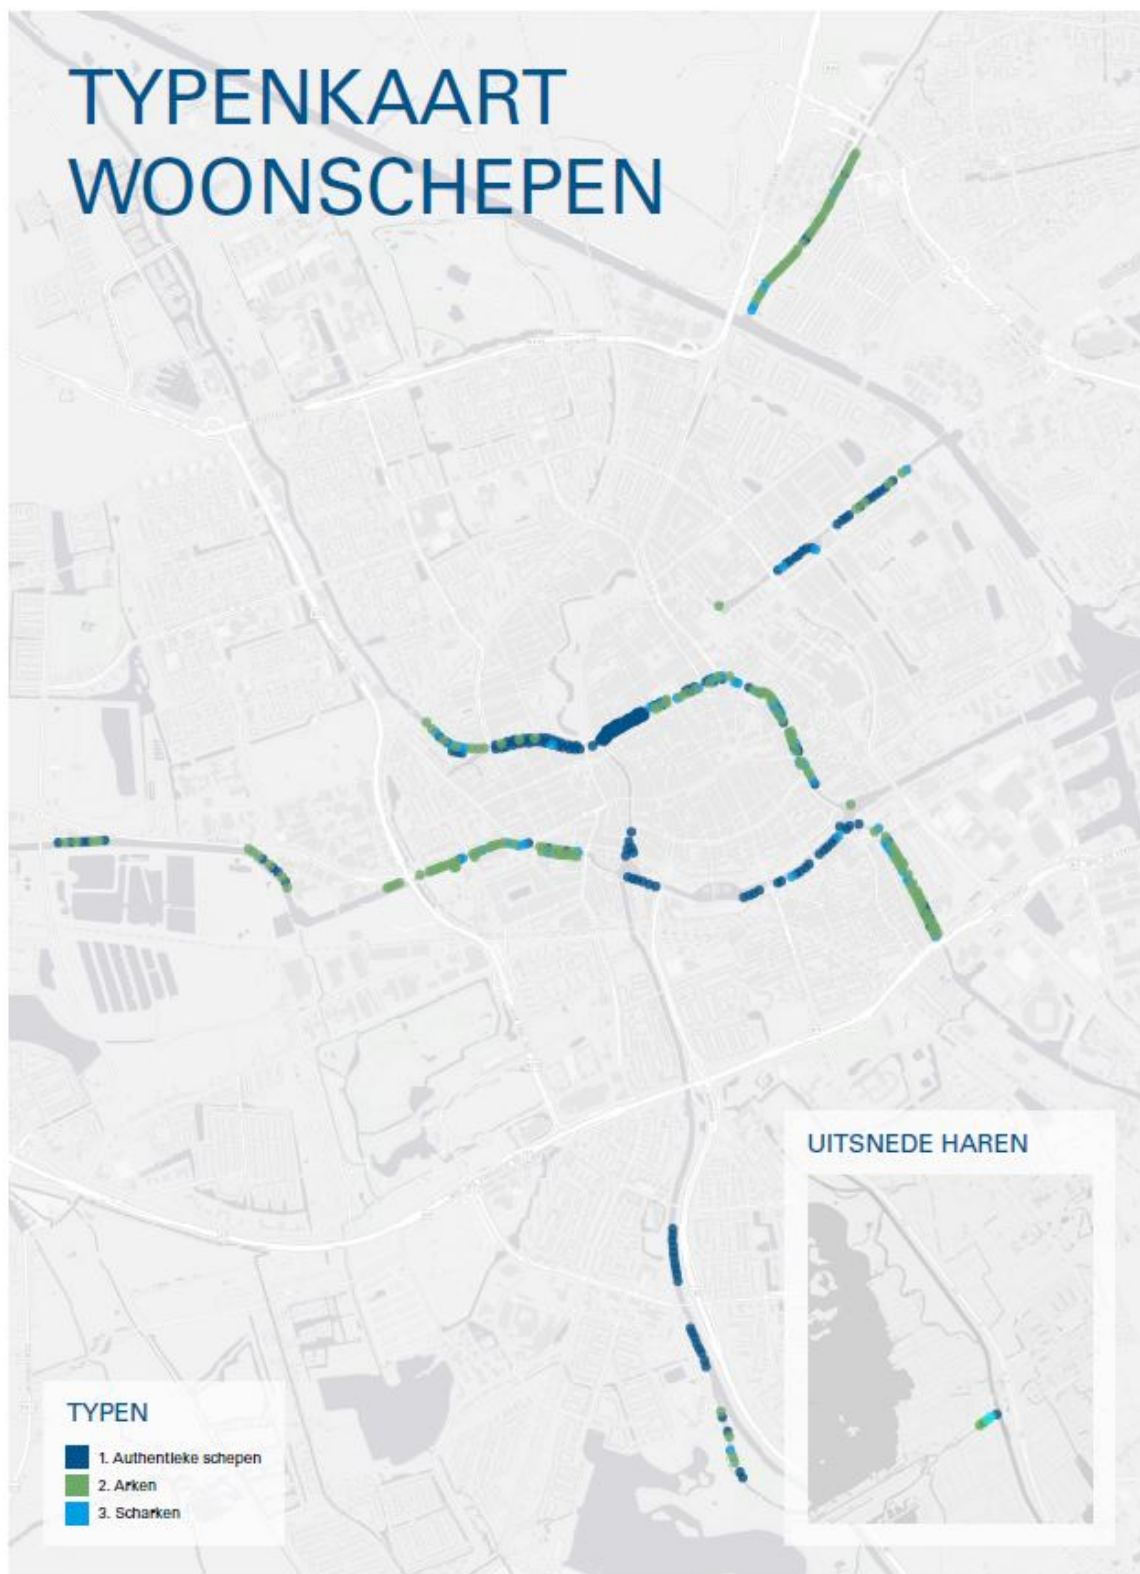 TYPENKAART
WOONSCHEPEN
UITSNEDE HAREN
TYPEN
1. Authentieke schepen
2. Arken
3. Scharken